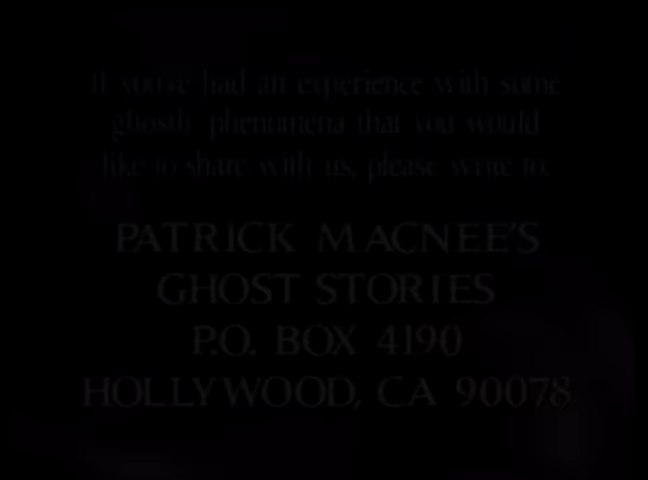 If you've had an experience with some
ghostly phenomena that you would
like to share with us, please write to:
PATRICK MACNEE'S
GHOST STORIES
P.O. BOX 4190
HOLLYWOOD, CA 90078